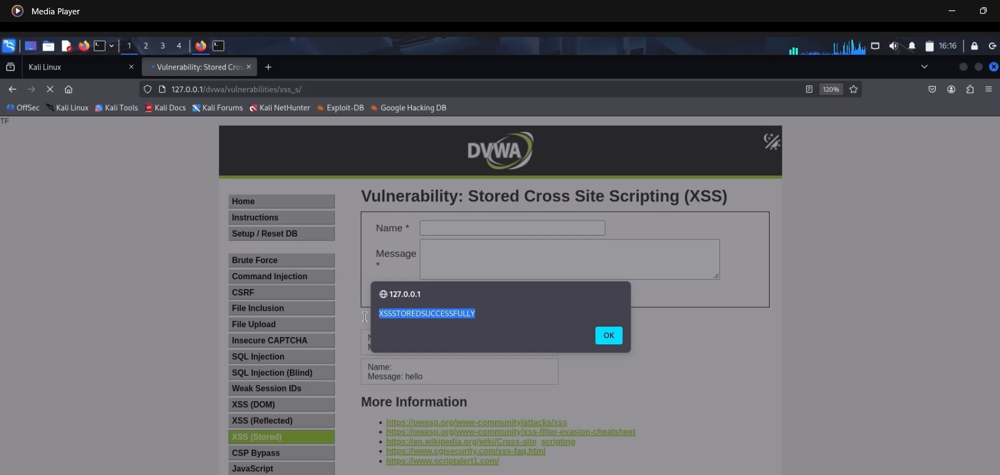 Media Player
1 2 3 4 16:16
Kali Linux
Vulnerability: Stored Cros
127.0.0.1/dvwa/vulnerabilities/xss_s/
120%
OffSec Kali Linux Kali Tools Kali Docs Kali Forums Kali NetHunter Exploit-DB Google Hacking DB
TF
DVWA
Home
Instructions
Setup / Reset DB
Brute Force
Command Injection
CSRF
File Inclusion
File Upload
Insecure CAPTCHA
SQL Injection
SQL Injection (Blind)
Weak Session IDs
XSS (DOM)
XSS (Reflected)
XSS (Stored)
CSP Bypass
JavaScript
Vulnerability: Stored Cross Site Scripting (XSS)
Name *
Message
*
127.0.0.1
XSSSTOREDSUCCESSFULLY
OK
Name:
Message: hello
More Information
https://owasp.org/www-community/attacks/xss
https://owasp.org/www-community/xss-filter-evasion-cheatsheet
https://en.wikipedia.org/wiki/Cross-site_scripting
https://www.cgisecurity.com/xss-faq.html
https://www.scriptalert1.com/